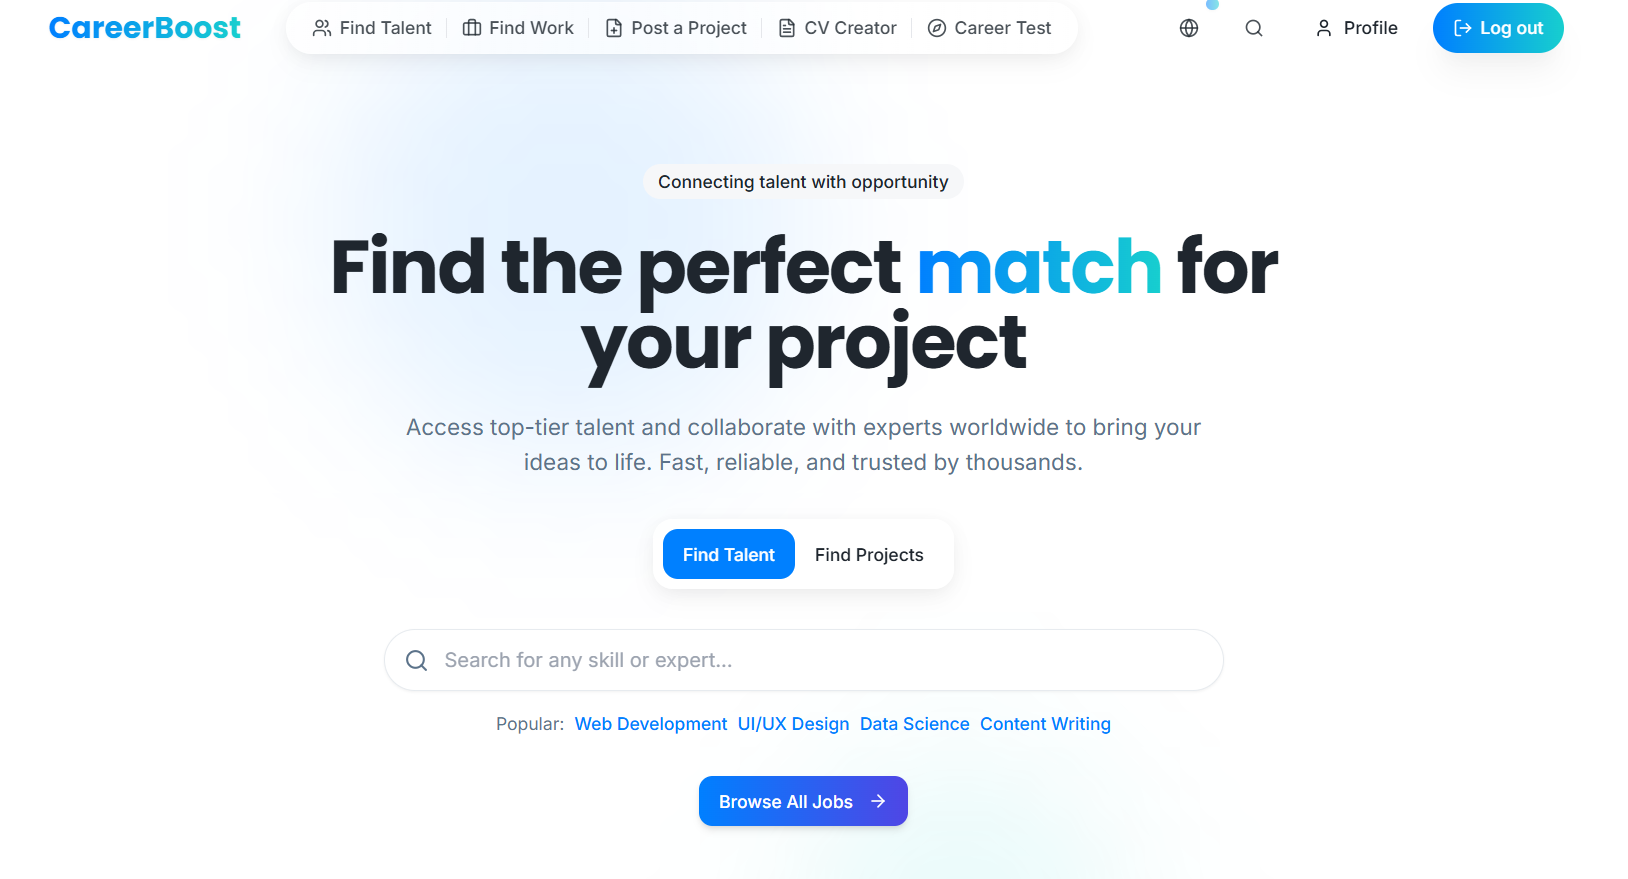 CareerBoost
Find Talent
Find Work
Post a Project
CV Creator
Career Test
Profile
Log out
Connecting talent with opportunity
Find the perfect match for
your project
Access top-tier talent and collaborate with experts worldwide to bring your
ideas to life. Fast, reliable, and trusted by thousands.
Find Talent
Find Projects
Search for any skill or expert...
Popular: Web Development UI/UX Design Data Science Content Writing
Browse All Jobs